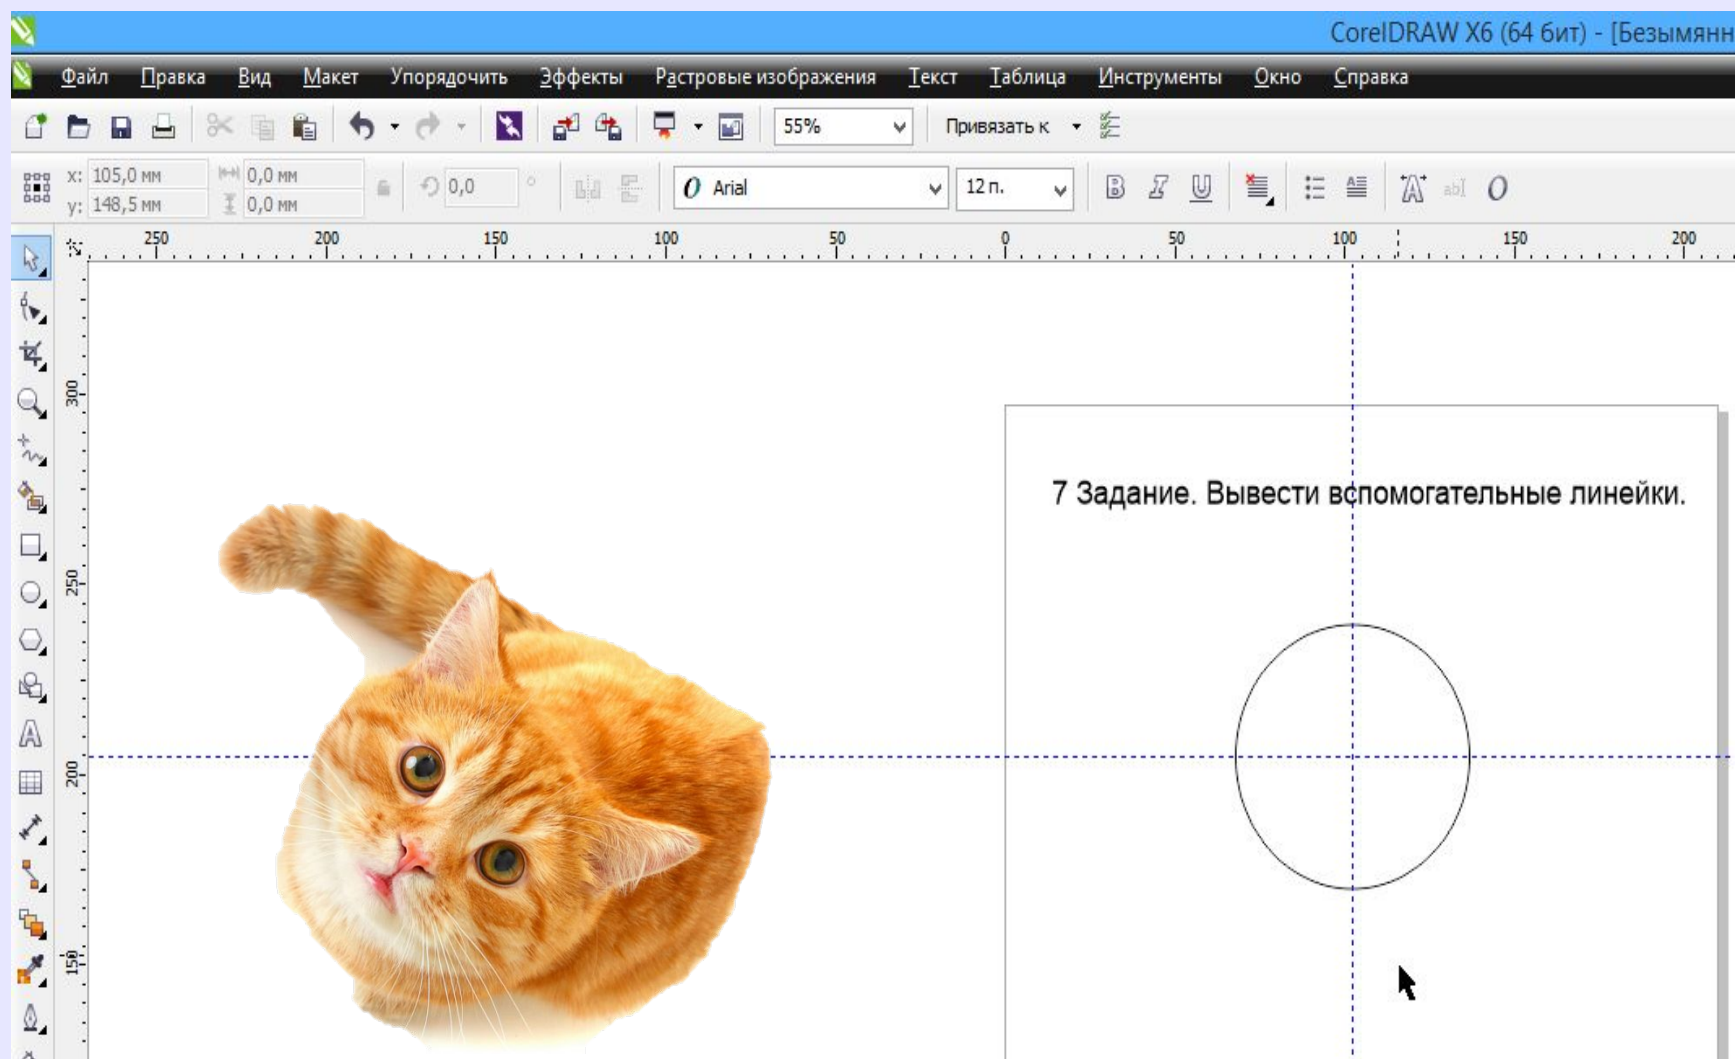 CorelDRAW X6 (64 бит) - [Безымянн
Файл Правка Вид Макет Упорядочить Эффекты Растровые изображения Текст Таблица Инструменты Окно Справка
55% Привязать к
x: 105,0 мм 0,0 мм
y: 148,5 мм 0,0 мм
0,0 °
O Arial 12 п.
250 200 150 100 50 0 50 100 150 200
300
250
200
150
7 Задание. Вывести вспомогательные линейки.